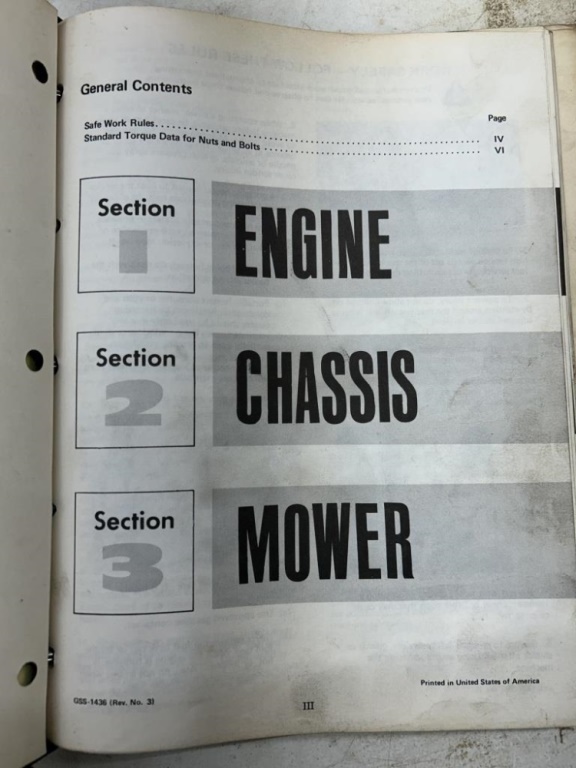 General Contents
Page
Safe Work Rules. . . . . . . . . . . . . . . . . . . . . . . . . . . . . . . . . . . . . . . . . . . . . . . . . . IV
Standard Torque Data for Nuts and Bolts . . . . . . . . . . . . . . . . . . . . . . . . . . . . . . . . . . VI
Section
1
ENGINE
Section
2
CHASSIS
Section
3
MOWER
Printed in United States of America
GSS-1436 (Rev. No. 3)
III